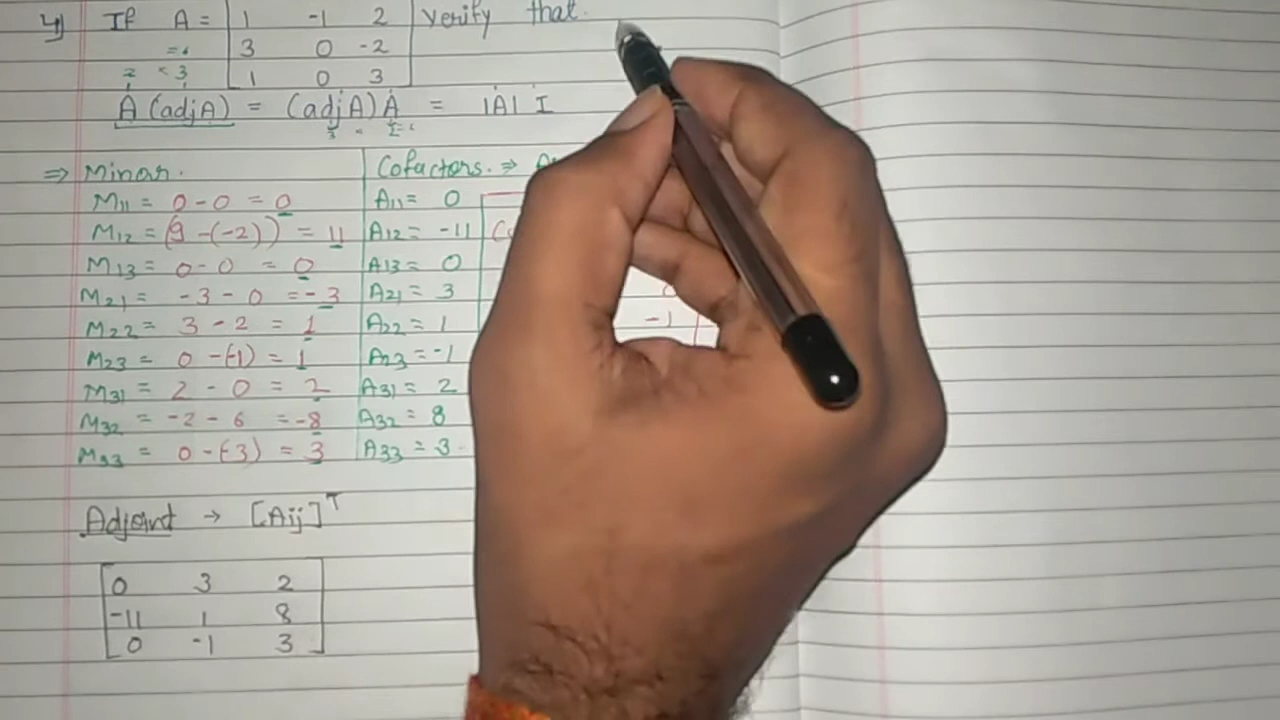 4) If A = 1 -1 2 verify that.
3 0 -2
1 0 3
A (adjA) = (adjA) A = |A| I
⇒ Minar. Cofactors. ⇒
M11 = 0 - 0 = 0 A11 = 0
M12 = (9 - (-2)) = 11 A12 = -11
M13 = 0 - 0 = 0 A13 = 0
M21 = -3 - 0 = -3 A21 = 3
M22 = 3 - 2 = 1 A22 = 1 -1
M23 = 0 - (-1) = 1 A23 = -1
M31 = 2 - 0 = 2 A31 = 2
M32 = -2 - 6 = -8 A32 = 8
M33 = 0 - (-3) = 3 A33 = 3
Adjoint → [Aij]ᵀ
0 3 2
-11 1 8
0 -1 3